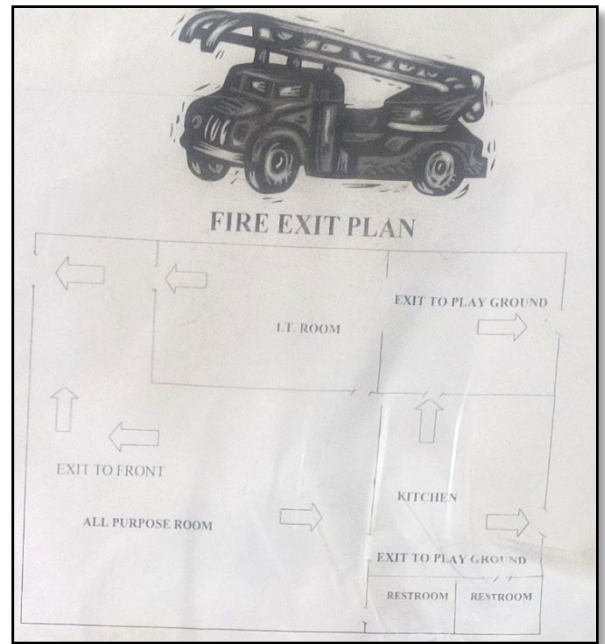 FIRE EXIT PLAN
EXIT TO PLAY GROUND
I.T. ROOM
EXIT TO FRONT
KITCHEN
ALL PURPOSE ROOM
EXIT TO PLAY GROUND
RESTROOM
RESTROOM